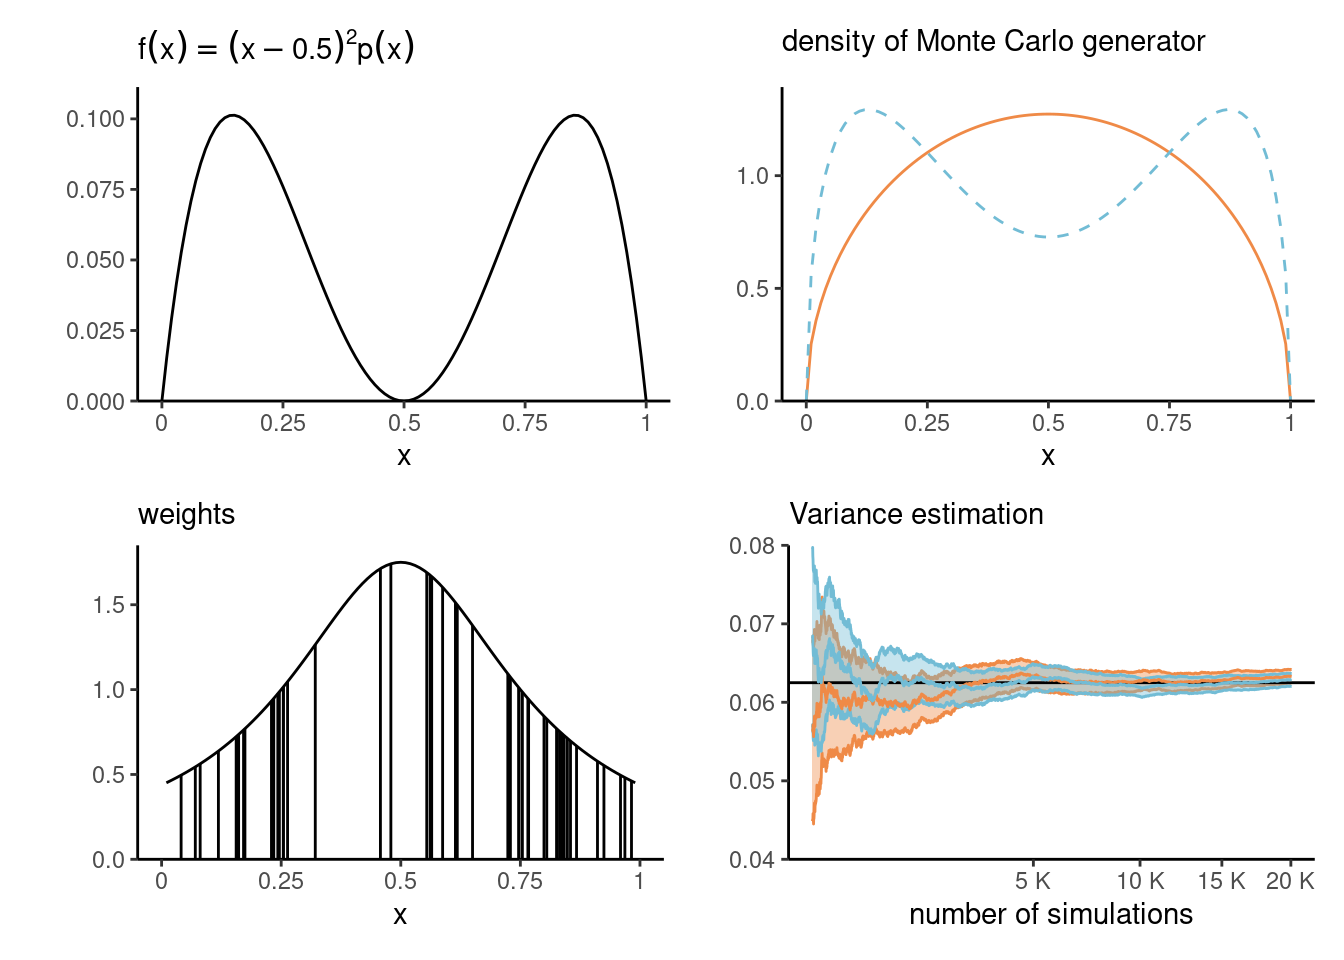 f(x) = (x − 0.5)²p(x)
0.100
0.075
0.050
0.025
0.000
0 0.25 0.5 0.75 1
x
density of Monte Carlo generator
1.0
0.5
0.0
0 0.25 0.5 0.75 1
x
weights
1.5
1.0
0.5
0.0
0 0.25 0.5 0.75 1
x
Variance estimation
0.08
0.07
0.06
0.05
0.04
5 K 10 K 15 K 20 K
number of simulations